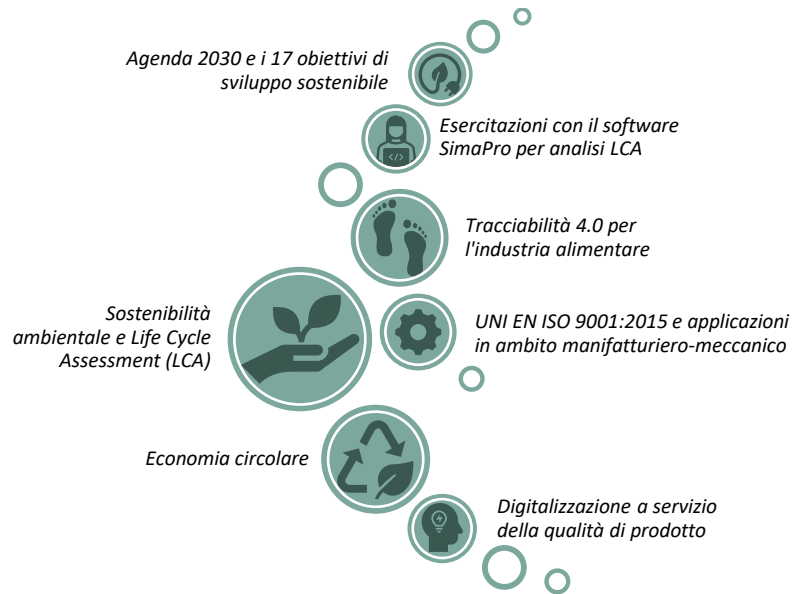 Agenda 2030 e i 17 obiettivi di
sviluppo sostenibile
Esercitazioni con il software
SimaPro per analisi LCA
Tracciabilità 4.0 per
l'industria alimentare
Sostenibilità
ambientale e Life Cycle
Assessment (LCA)
UNI EN ISO 9001:2015 e applicazioni
in ambito manifatturiero-meccanico
Economia circolare
Digitalizzazione a servizio
della qualità di prodotto